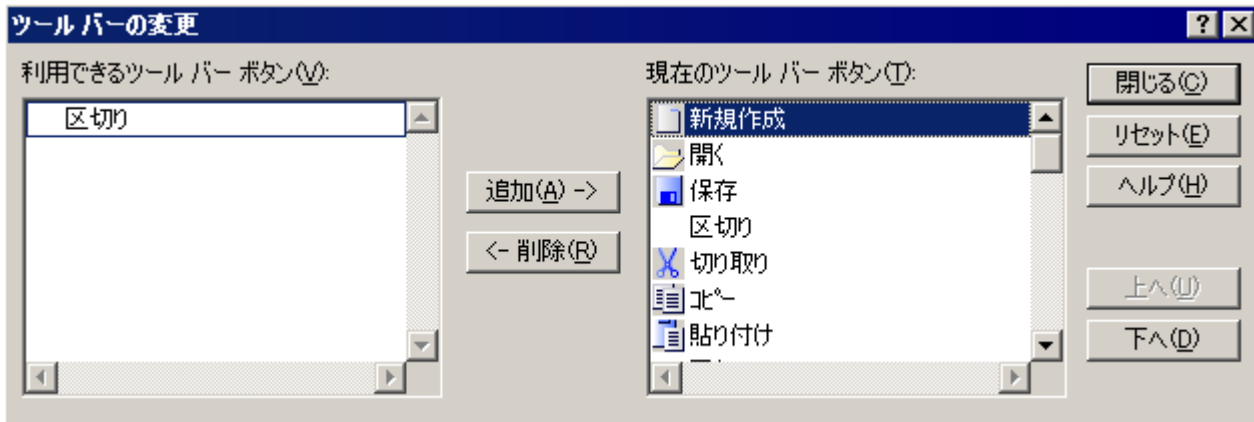 ツール バーの変更
利用できるツール バー ボタン(V):
区切り
追加(A) ->
<- 削除(R)
現在のツール バー ボタン(T):
新規作成
開く
保存
区切り
切り取り
コピー
貼り付け
閉じる(C)
リセット(E)
ヘルプ(H)
上へ(U)
下へ(D)